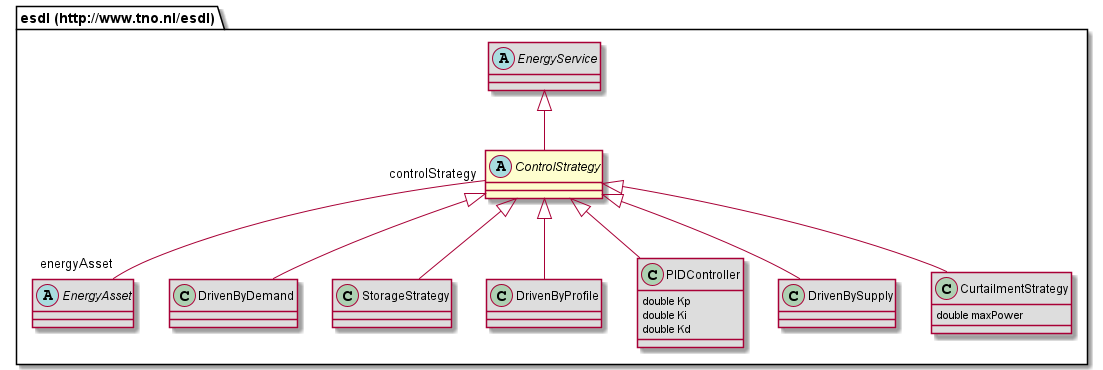 esdl (http://www.tno.nl/esdl)
A EnergyService
A ControlStrategy
controlStrategy
energyAsset
A EnergyAsset
C DrivenByDemand
C StorageStrategy
C DrivenByProfile
C PIDController
double Kp
double Ki
double Kd
C DrivenBySupply
C CurtailmentStrategy
double maxPower